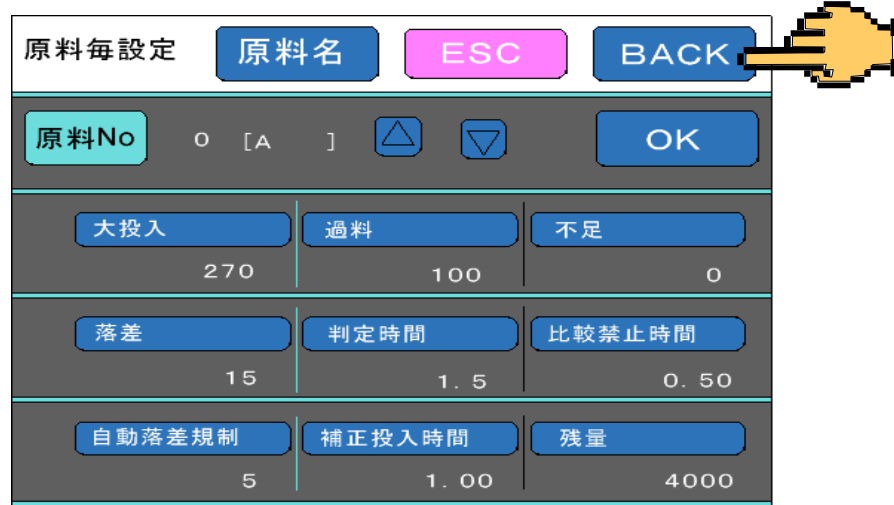 原料毎設定 原料名 ESC BACK
原料No 0 [A ] OK
大投入 過料 不足
270 100 0
落差 判定時間 比較禁止時間
15 1.5 0.50
自動落差規制 補正投入時間 残量
5 1.00 4000